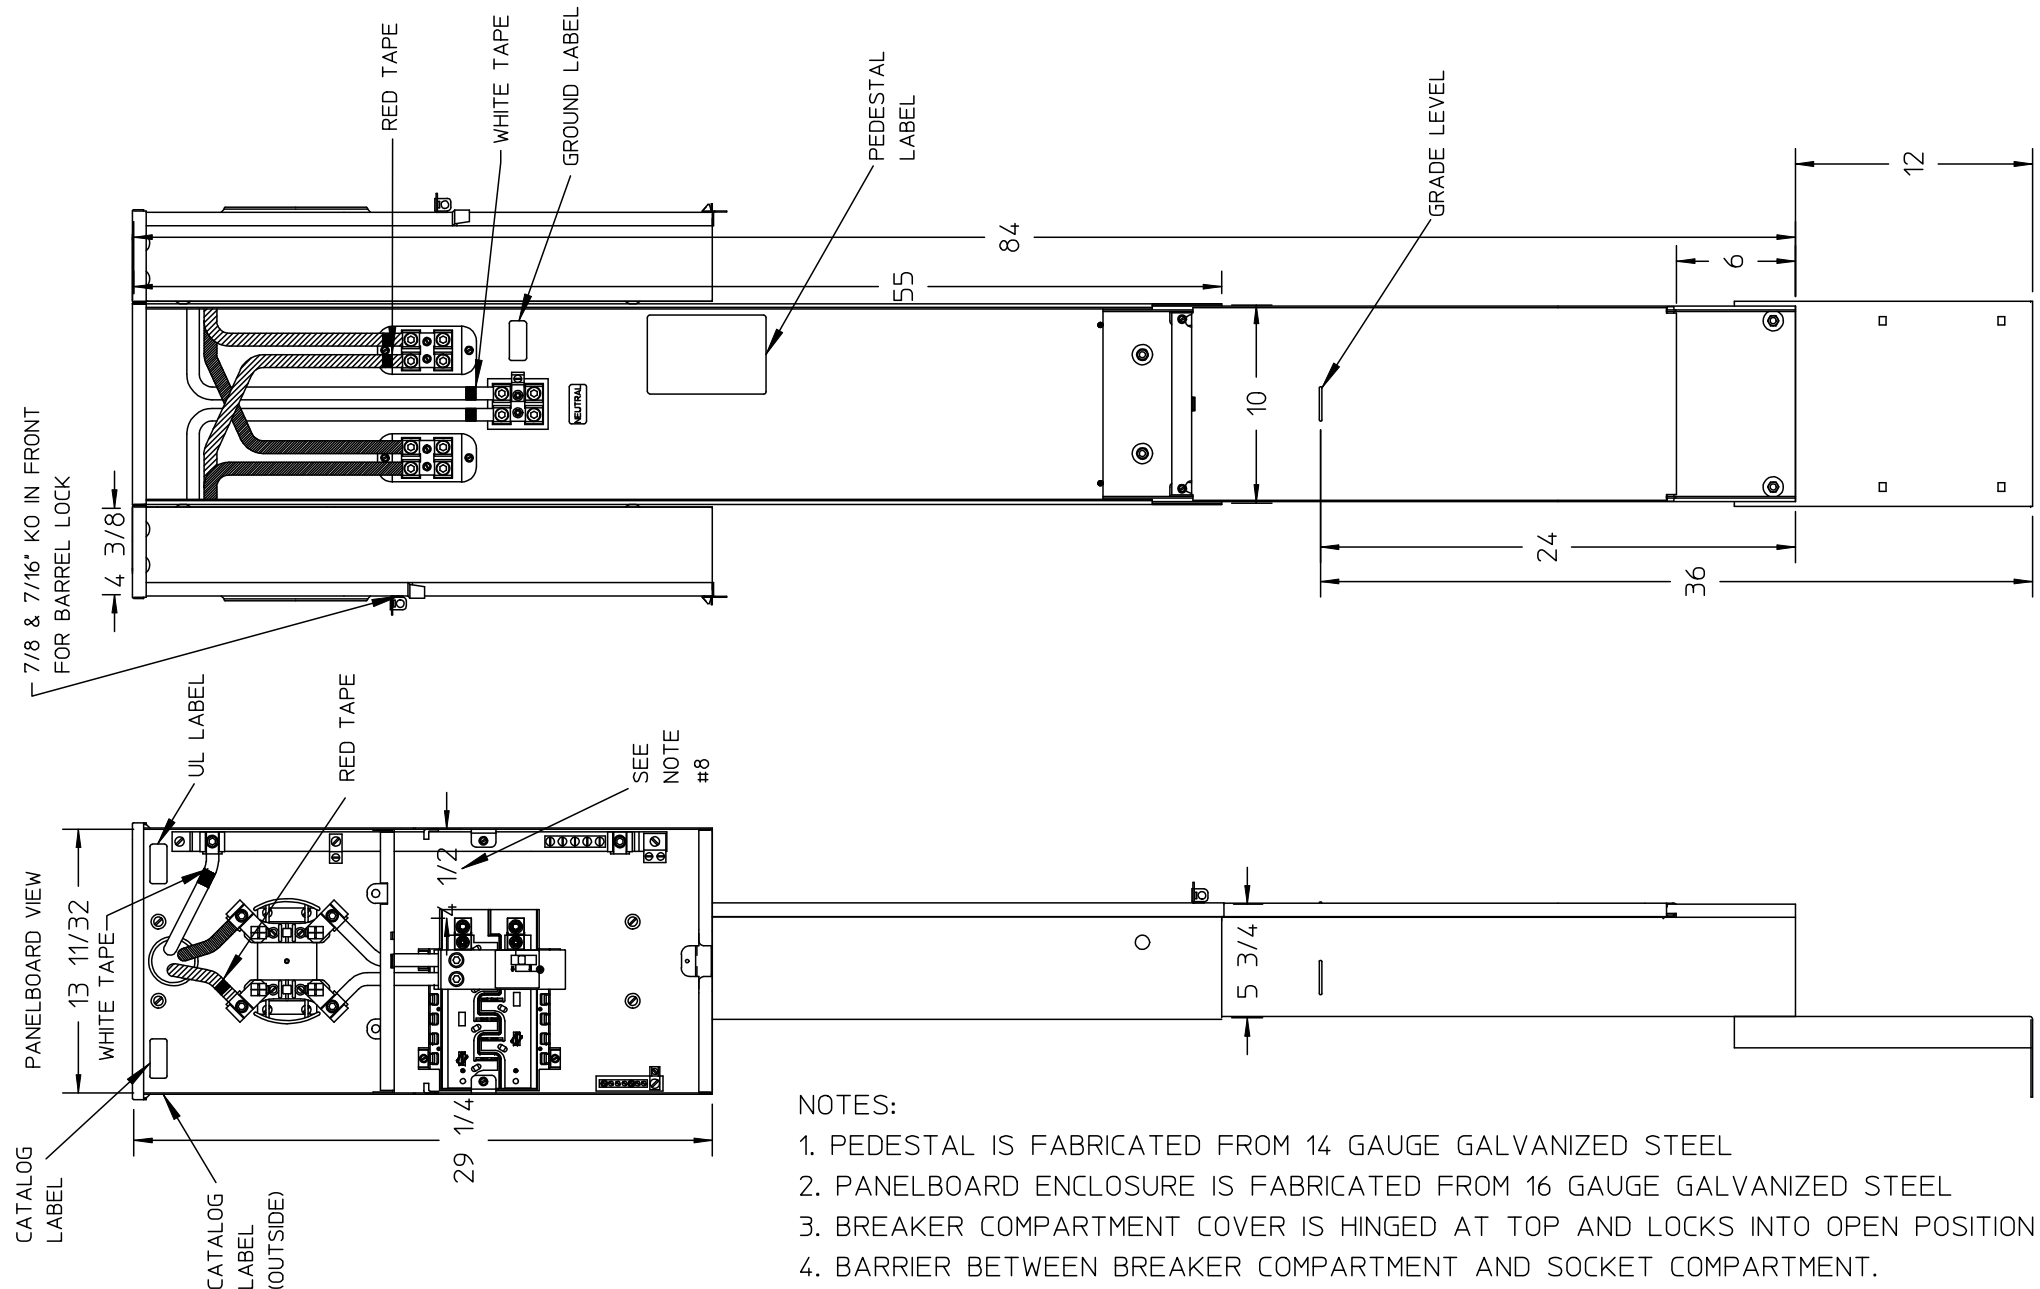 7/8 & 7/16" KO IN FRONT
FOR BARREL LOCK
4 3/8
RED TAPE
WHITE TAPE
GROUND LABEL
PEDESTAL
LABEL
GRADE LEVEL
NEUTRAL
84
55
6
12
10
24
36
PANELBOARD VIEW
13 11/32
WHITE TAPE
UL LABEL
RED TAPE
SEE
NOTE
#8
4 1/2
29 1/4
5 3/4
CATALOG
LABEL
CATALOG
LABEL
(OUTSIDE)
NOTES:
1. PEDESTAL IS FABRICATED FROM 14 GAUGE GALVANIZED STEEL
2. PANELBOARD ENCLOSURE IS FABRICATED FROM 16 GAUGE GALVANIZED STEEL
3. BREAKER COMPARTMENT COVER IS HINGED AT TOP AND LOCKS INTO OPEN POSITION
4. BARRIER BETWEEN BREAKER COMPARTMENT AND SOCKET COMPARTMENT.